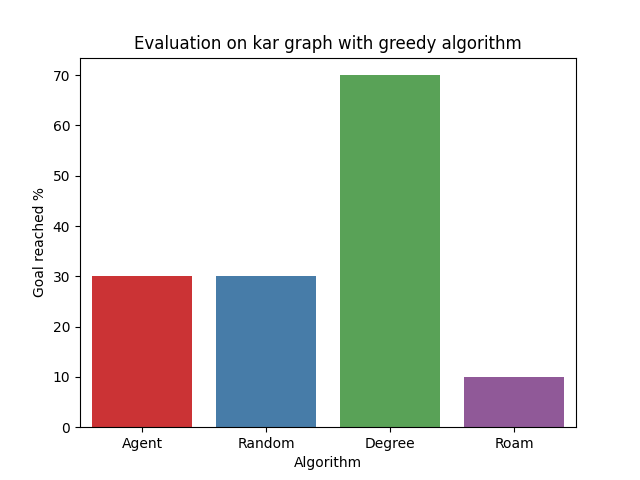 Evaluation on kar graph with greedy algorithm
Goal reached %
70
60
50
40
30
20
10
0
Agent Random Degree Roam
Algorithm